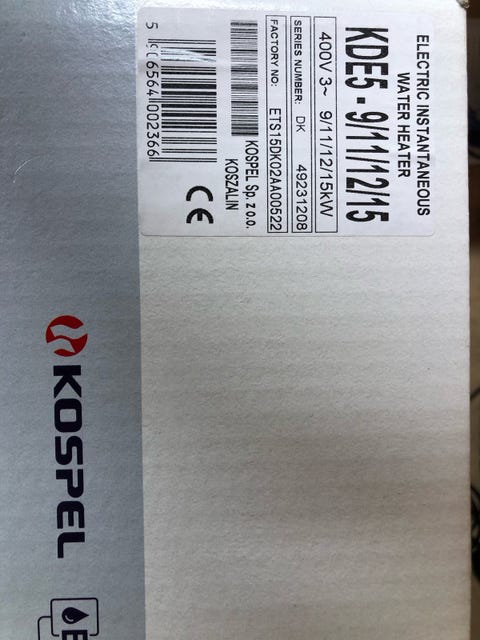 ELECTRIC INSTANTANEOUS
WATER HEATER
KDE5 - 9/11/12/15
400V 3~ 9/11/12/15kW
SERIES NUMBER: DK 49231208
FACTORY NO: ETS15DK02AA00522
KOSPEL Sp. z o.o.
KOSZALIN
CE
5 906564 002366
KOSPEL